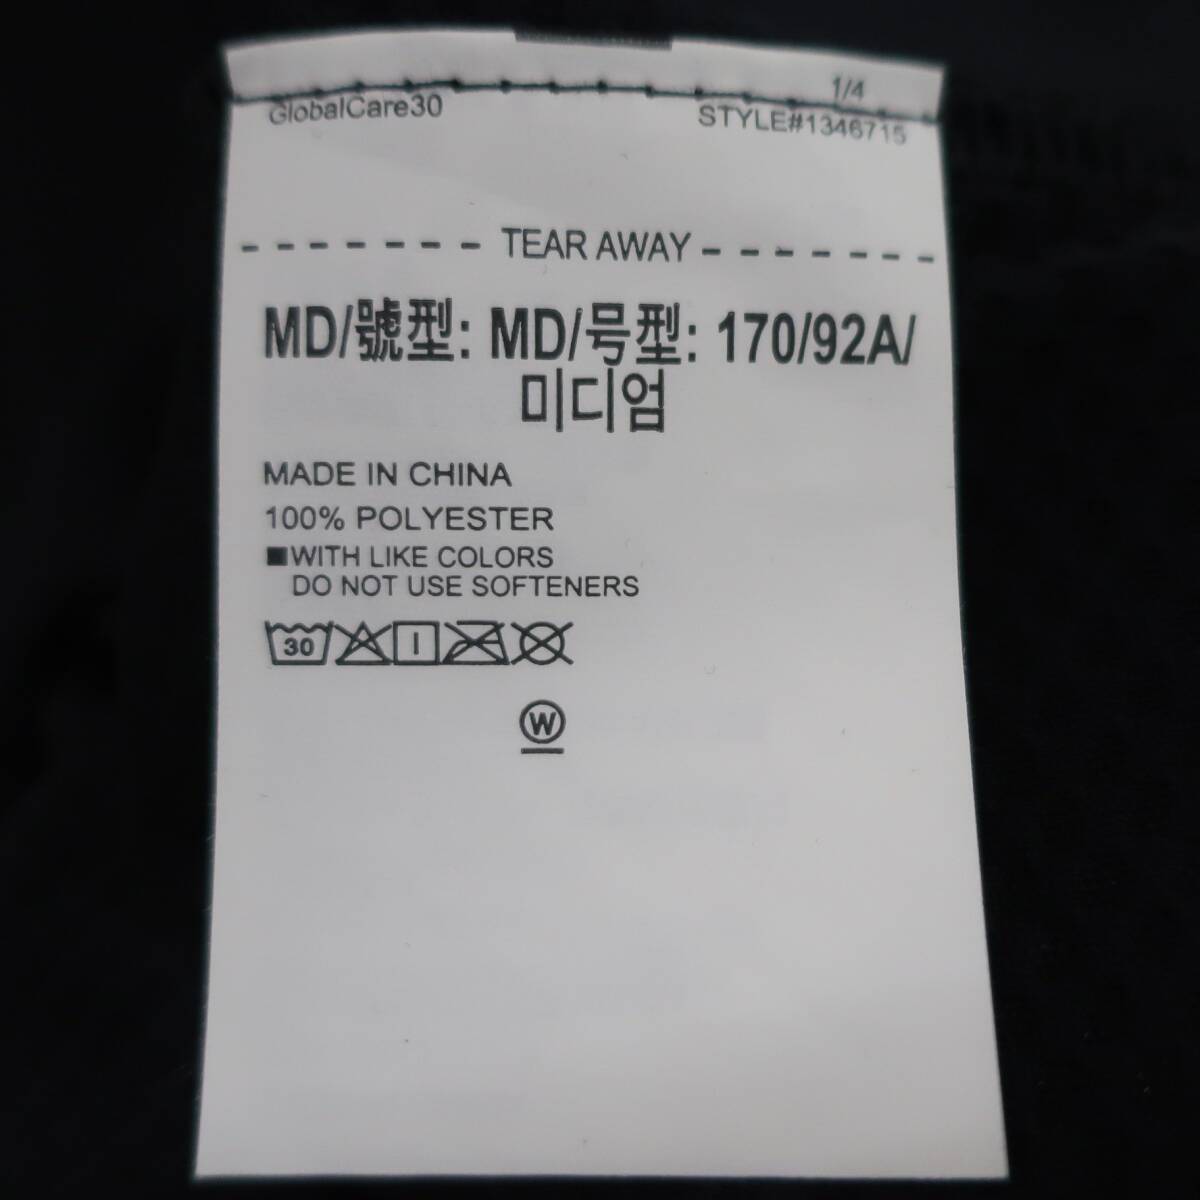 1/4
GlobalCare30 STYLE#1346715
- - - - - - - TEAR AWAY - - - - - - -
MD/號型: MD/号型: 170/92A/
미디엄
MADE IN CHINA
100% POLYESTER
■WITH LIKE COLORS
DO NOT USE SOFTENERS
30
W